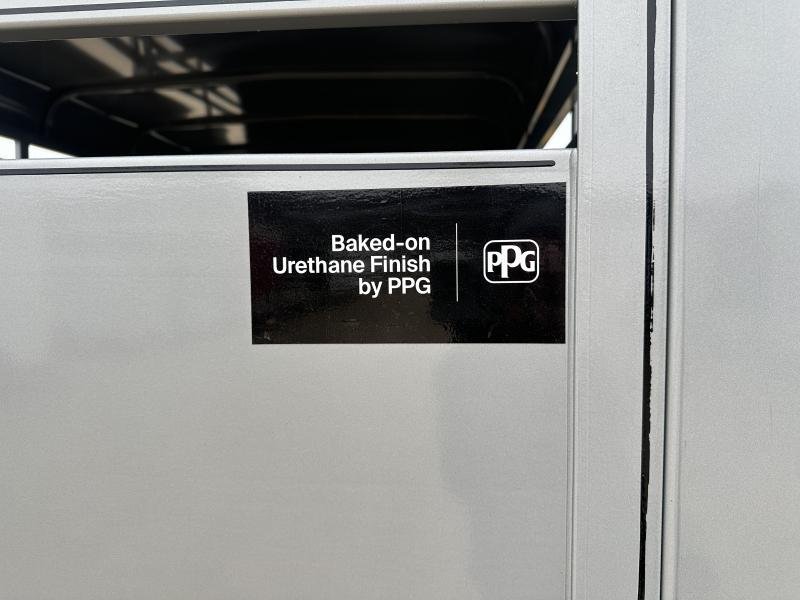 Baked-on
Urethane Finish
by PPG
PPG